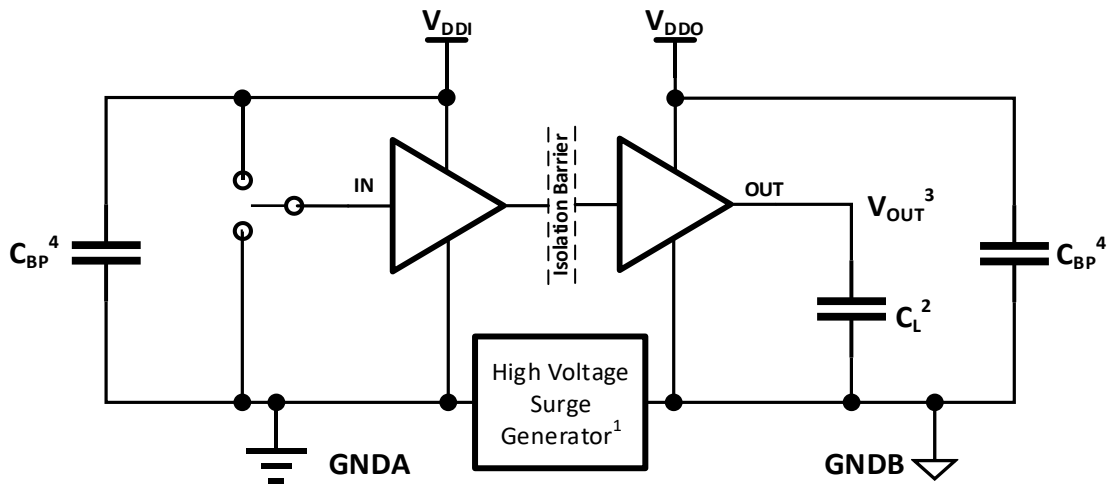 V_DDI
V_DDO
IN
Isolation Barrier
OUT
V_OUT^3
C_BP^4
C_BP^4
C_L^2
High Voltage
Surge
Generator^1
GNDA
GNDB